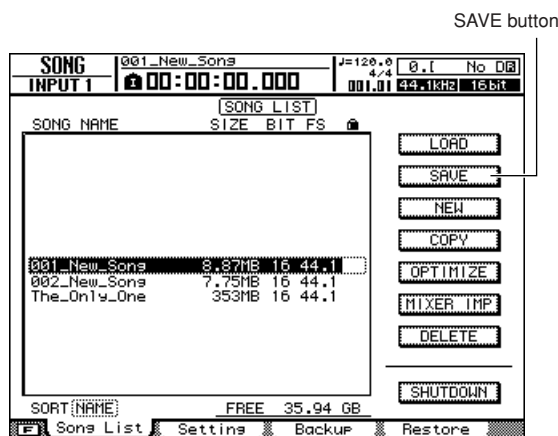 SAVE button
SONG
INPUT 1
001_New_Song
00:00:00.000
♩=120.0
4/4
001.01
0.[ No DR
44.1kHz 16bit
SONG LIST
SONG NAME SIZE BIT FS
001_New_Song 8.87MB 16 44.1
002_New_Song 7.75MB 16 44.1
The_Only_One 353MB 16 44.1
LOAD
SAVE
NEW
COPY
OPTIMIZE
MIXER IMP
DELETE
SHUTDOWN
SORT NAME FREE 35.94 GB
F Song List Setting Backup Restore